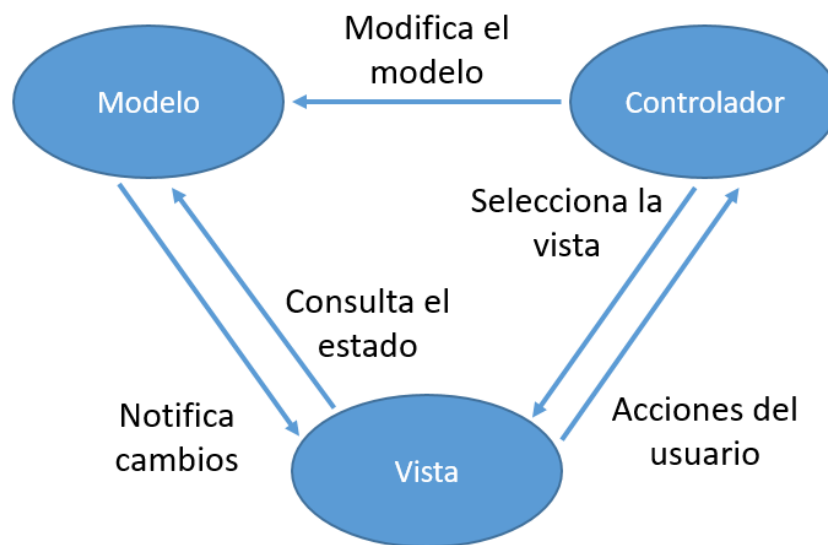 Modifica el
modelo
Modelo
Controlador
Selecciona la
vista
Consulta el
estado
Notifica
cambios
Acciones del
usuario
Vista